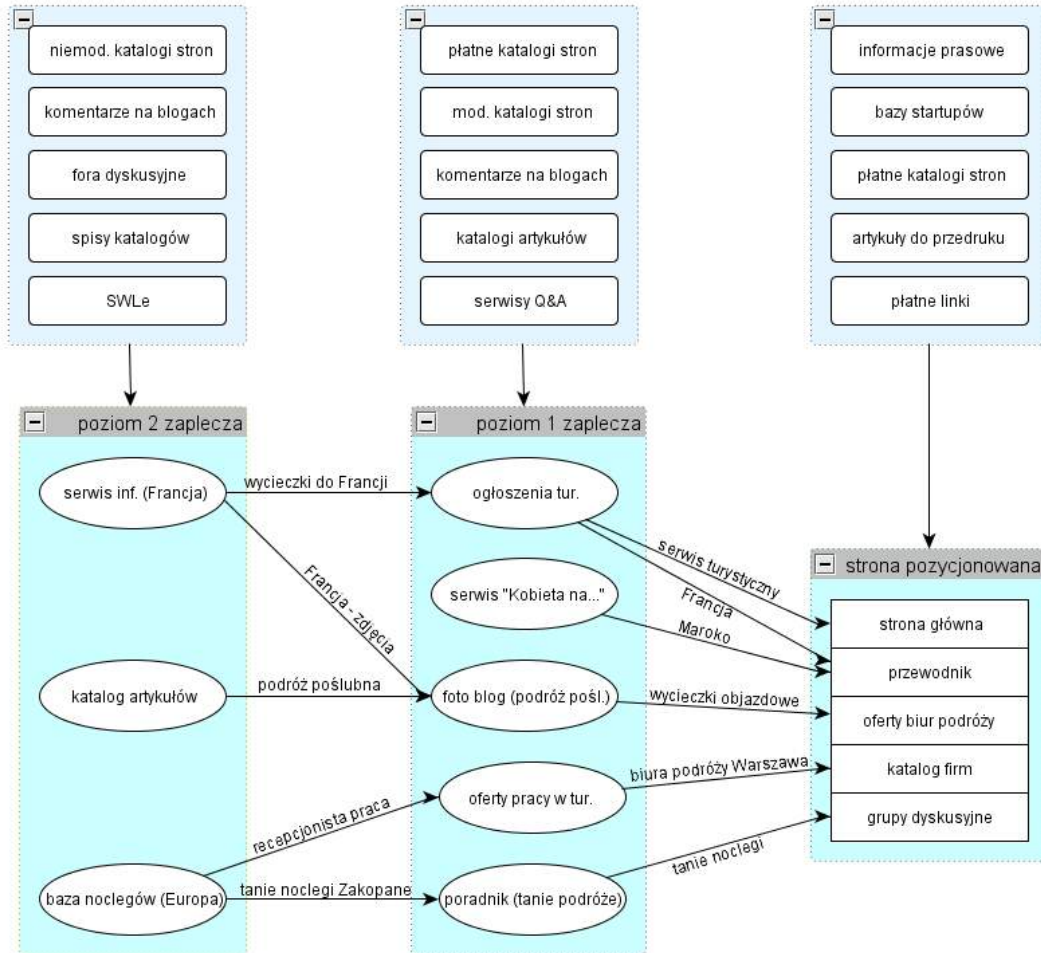 niemod. katalogi stron
komentarze na blogach
fora dyskusyjne
spisy katalogów
SWLe
płatne katalogi stron
mod. katalogi stron
komentarze na blogach
katalogi artykułów
serwisy Q&A
informacje prasowe
bazy startupów
płatne katalogi stron
artykuły do przedruku
płatne linki
poziom 2 zaplecza
serwis inf. (Francja)
katalog artykułów
baza noclegów (Europa)
wycieczki do Francji
Francja - zdjęcia
podróż poślubna
recepcjonista praca
tanie noclegi Zakopane
poziom 1 zaplecza
ogłoszenia tur.
serwis "Kobieta na..."
foto blog (podróż pośl.)
oferty pracy w tur.
poradnik (tanie podróże)
serwis turystyczny
Francja
Maroko
wycieczki objazdowe
biura podróży Warszawa
tanie noclegi
strona pozycjonowana
strona główna
przewodnik
oferty biur podróży
katalog firm
grupy dyskusyjne